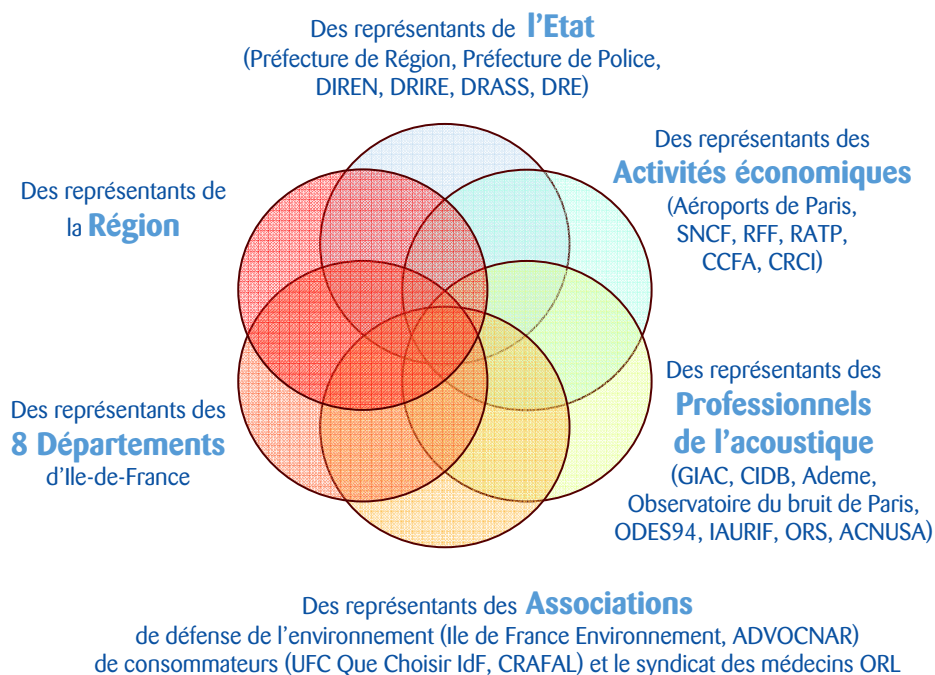 Des représentants de l'Etat
(Préfecture de Région, Préfecture de Police,
DIREN, DRIRE, DRASS, DRE)
Des représentants des
Activités économiques
(Aéroports de Paris,
SNCF, RFF, RATP,
CCFA, CRCI)
Des représentants de
la Région
Des représentants des
Professionnels
de l'acoustique
(GIAC, CIDB, Ademe,
Observatoire du bruit de Paris,
ODES94, IAURIF, ORS, ACNUSA)
Des représentants des
8 Départements
d'Ile-de-France
Des représentants des Associations
de défense de l'environnement (Ile de France Environnement, ADVOCNAR)
de consommateurs (UFC Que Choisir IdF, CRAFAL) et le syndicat des médecins ORL